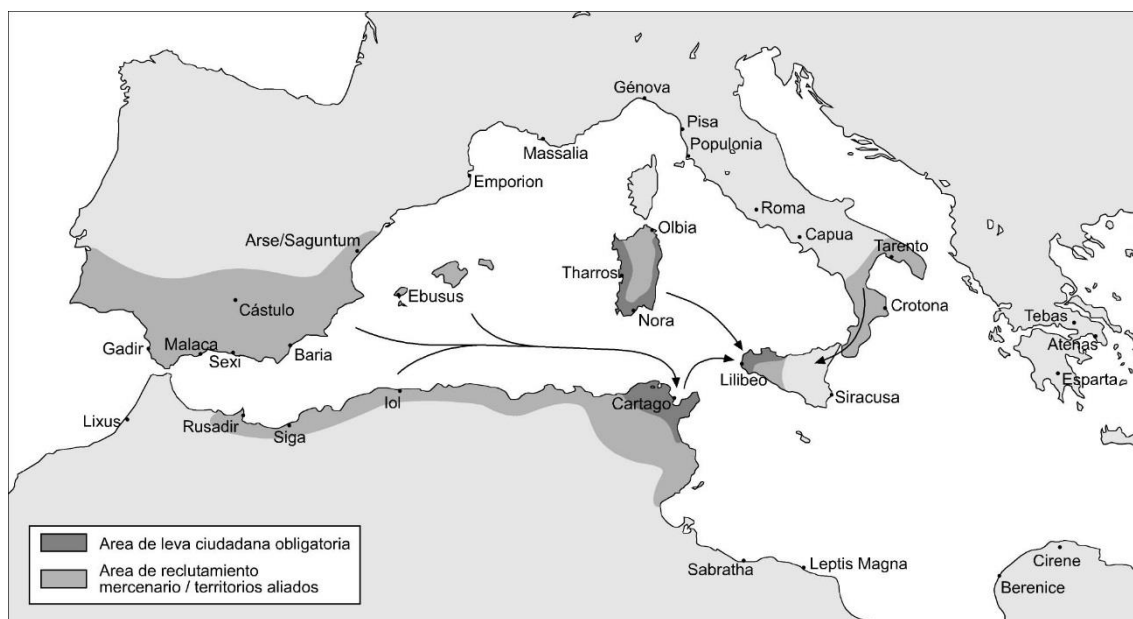 Génova
Pisa
Populonia
Massalia
Emporion
Roma
Olbia
Capua
Arse/Saguntum
Tarento
Tharros
Ebusus
Cástulo
Crotona
Nora
Tebas
Gadir
Malaca
Sexi
Baria
Atenas
Lilibeo
Esparta
Iol
Cartago
Siracusa
Lixus
Rusadir
Siga
Area de leva ciudadana obligatoria
Area de reclutamiento
mercenario / territorios aliados
Sabratha
Leptis Magna
Cirene
Berenice